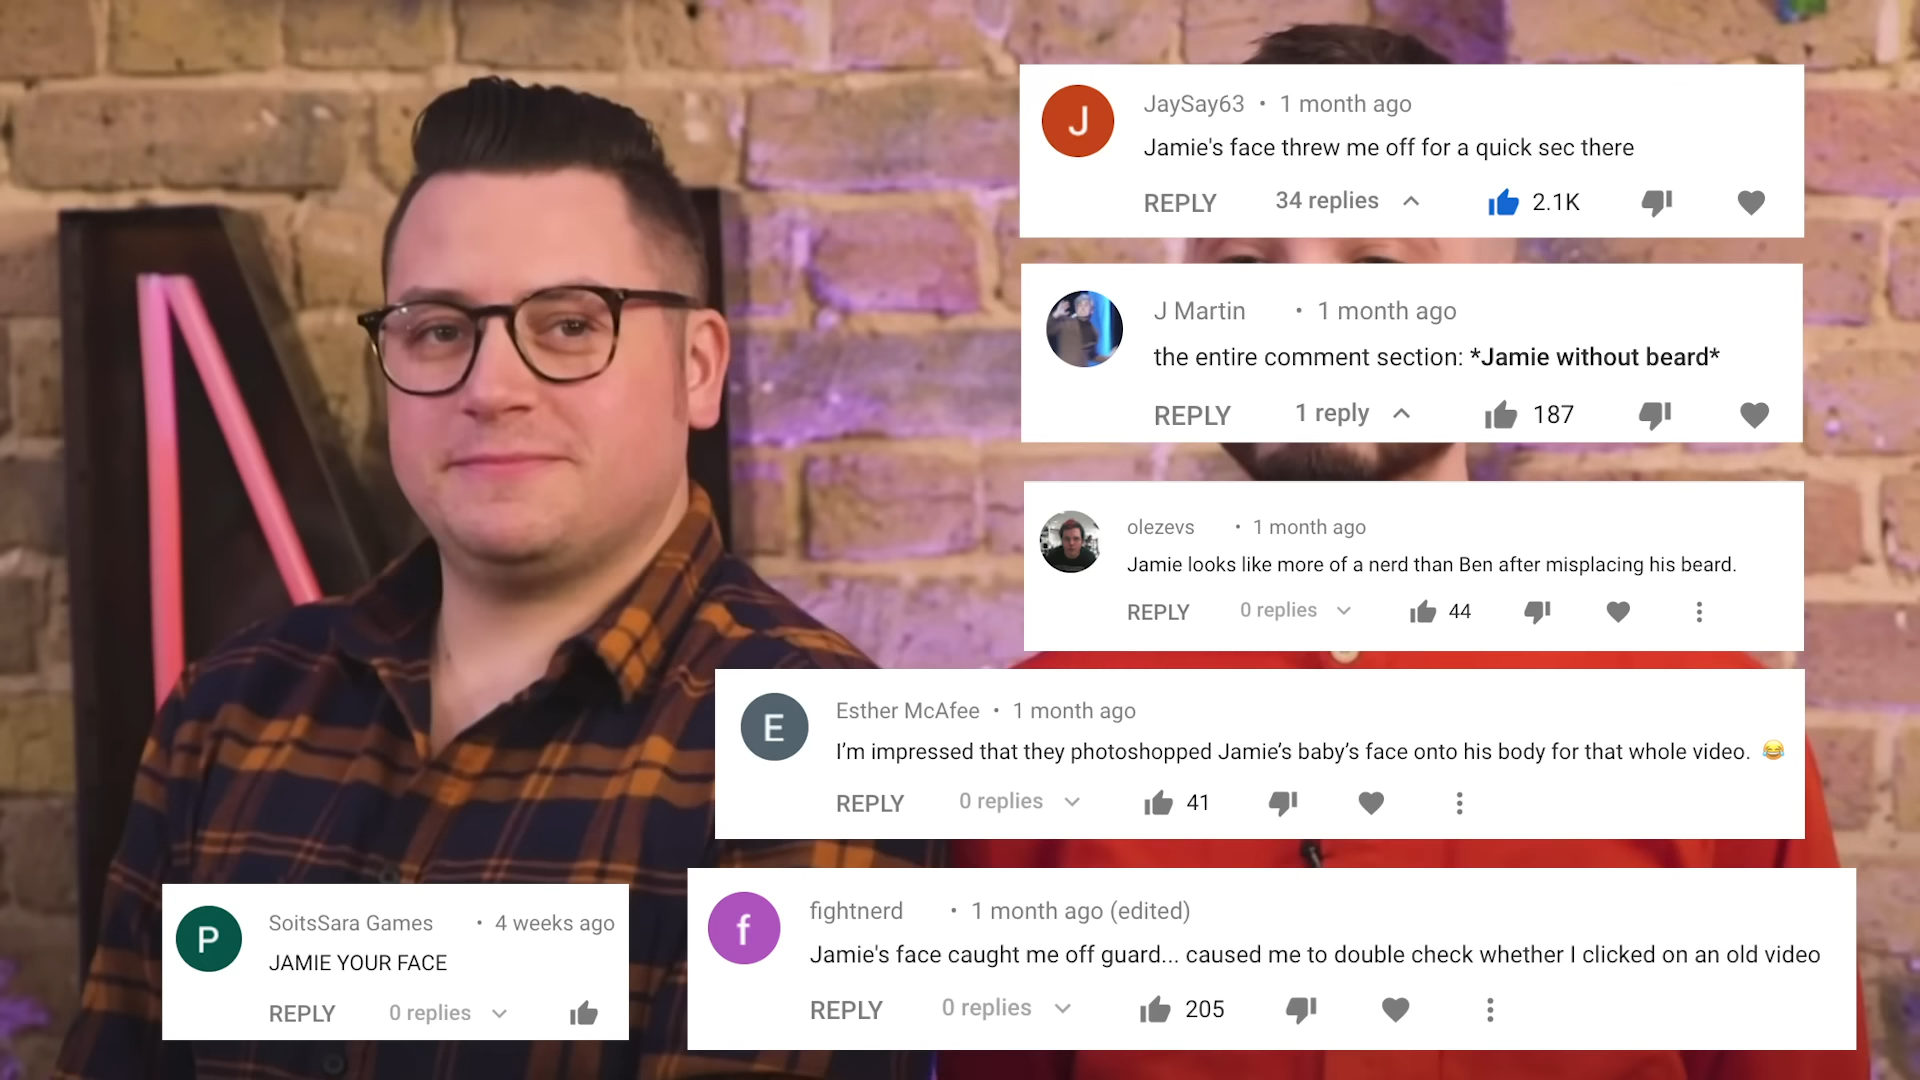 JaySay63 • 1 month ago
Jamie's face threw me off for a quick sec there
REPLY 34 replies 2.1K
J Martin • 1 month ago
the entire comment section: *Jamie without beard*
REPLY 1 reply 187
olezevs • 1 month ago
Jamie looks like more of a nerd than Ben after misplacing his beard.
REPLY 0 replies 44
E Esther McAfee • 1 month ago
I'm impressed that they photoshopped Jamie's baby's face onto his body for that whole video. 😂
REPLY 0 replies 41
P SoitsSara Games • 4 weeks ago
JAMIE YOUR FACE
REPLY 0 replies
f fightnerd • 1 month ago (edited)
Jamie's face caught me off guard... caused me to double check whether I clicked on an old video
REPLY 0 replies 205
J